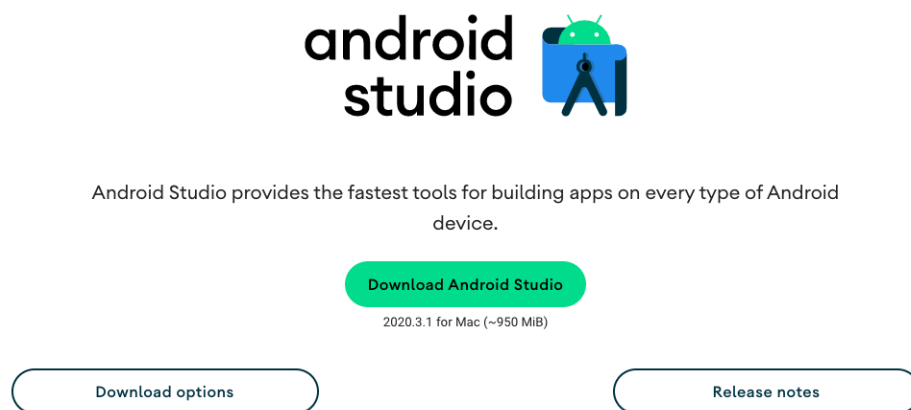 android
studio
Android Studio provides the fastest tools for building apps on every type of Android
device.
Download Android Studio
2020.3.1 for Mac (~950 MiB)
Download options
Release notes